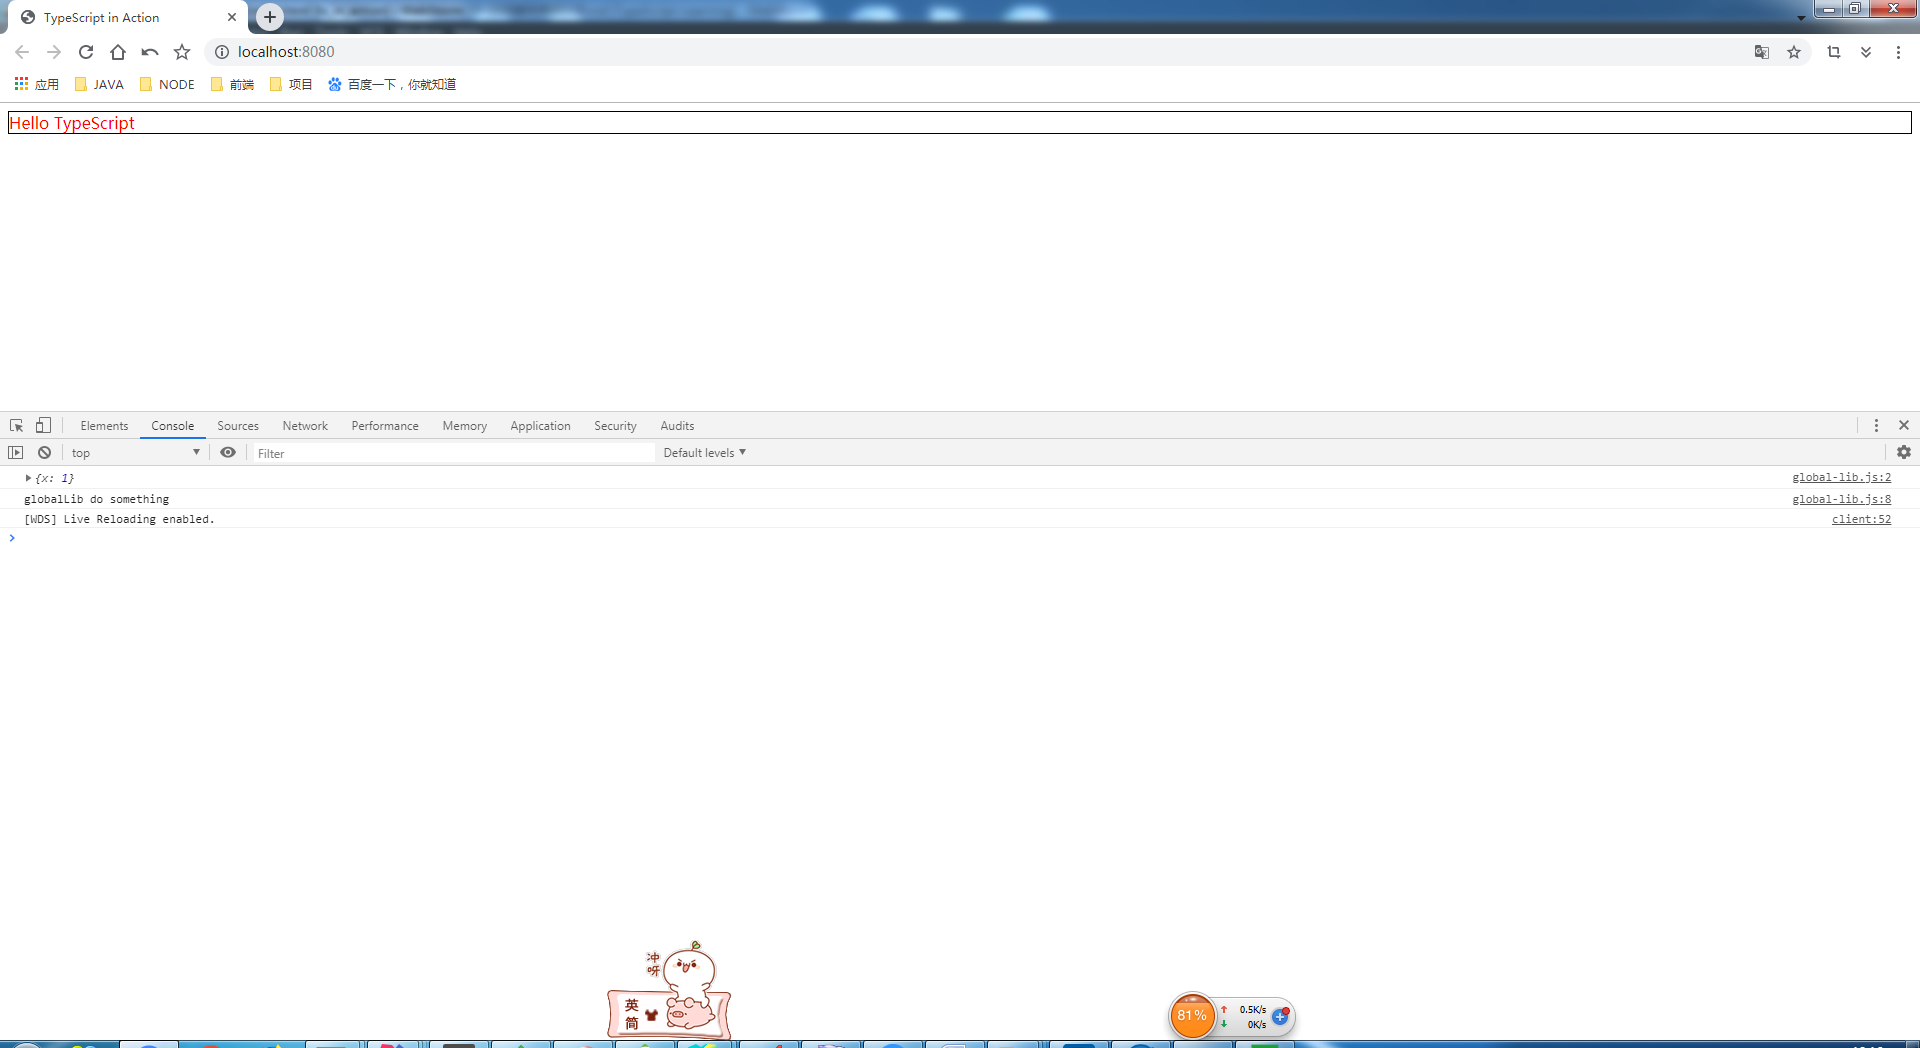 TypeScript in Action
localhost:8080
应用 JAVA NODE 前端 项目 百度一下，你就知道
Hello TypeScript
Elements Console Sources Network Performance Memory Application Security Audits
top Filter Default levels
{x: 1} global-lib.js:2
globalLib do something global-lib.js:8
[WDS] Live Reloading enabled. client:52
冲呀
英
简
81% 0.5K/s
0K/s